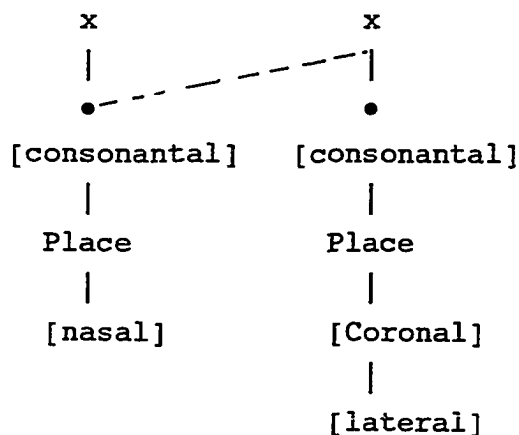 x x
[consonantal] [consonantal]
Place Place
[nasal] [Coronal]
[lateral]